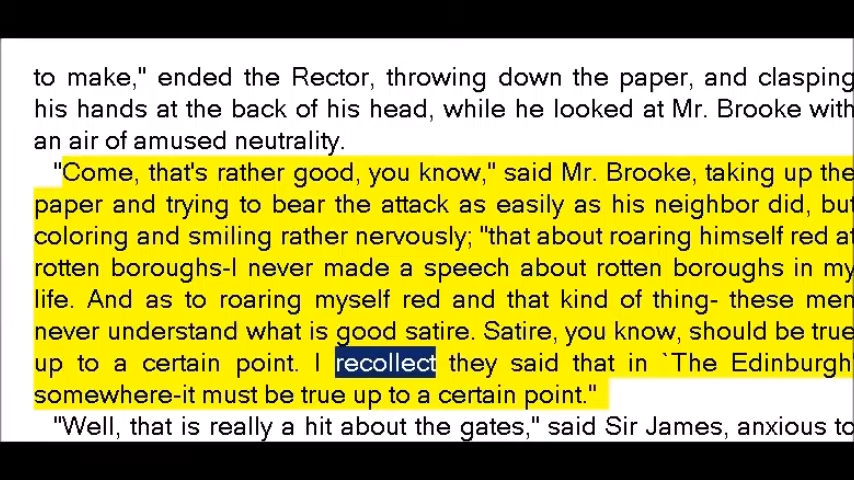 to make," ended the Rector, throwing down the paper, and clasping
his hands at the back of his head, while he looked at Mr. Brooke with
an air of amused neutrality.
"Come, that's rather good, you know," said Mr. Brooke, taking up the
paper and trying to bear the attack as easily as his neighbor did, but
coloring and smiling rather nervously; "that about roaring himself red at
rotten boroughs-I never made a speech about rotten boroughs in my
life. And as to roaring myself red and that kind of thing- these men
never understand what is good satire. Satire, you know, should be true
up to a certain point. I recollect they said that in `The Edinburgh
somewhere-it must be true up to a certain point."
"Well, that is really a hit about the gates," said Sir James, anxious to